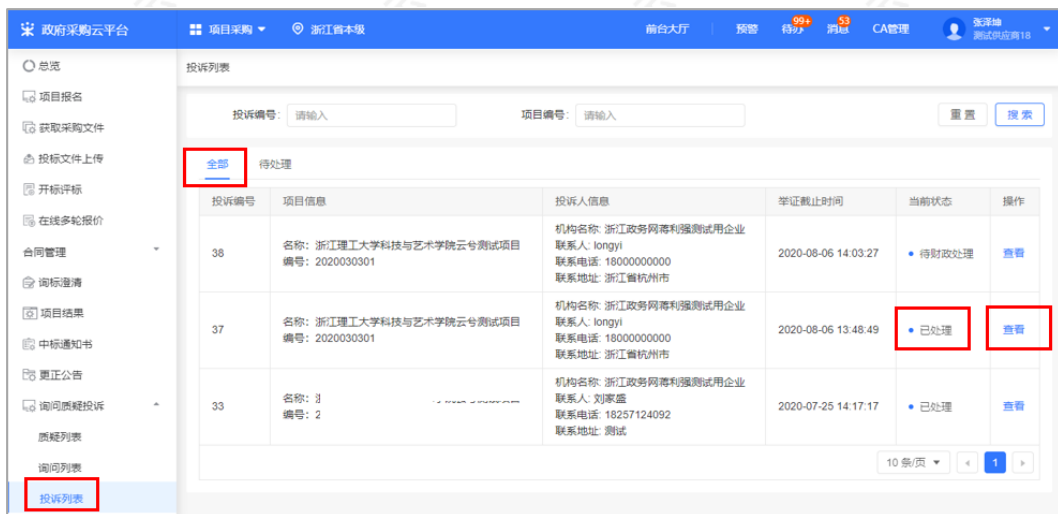 政府采购云平台
项目采购
浙江省本级
前台大厅
预警
99+
待办
53
消息
CA管理
张泽坤
测试供应商18
总览
项目报名
获取采购文件
投标文件上传
开标评标
在线多轮报价
合同管理
询标澄清
项目结果
中标通知书
更正公告
询问质疑投诉
质疑列表
询问列表
投诉列表
投诉列表
投诉编号: 请输入
项目编号: 请输入
重置
搜索
全部
待处理
投诉编号 项目信息 投诉人信息 举证截止时间 当前状态 操作
38
名称: 浙江理工大学科技与艺术学院云兮测试项目
编号: 2020030301
机构名称: 浙江政务网蒋利强测试用企业
联系人: longyi
联系电话: 18000000000
联系地址: 浙江省杭州市
2020-08-06 14:03:27
待财政处理
查看
37
名称: 浙江理工大学科技与艺术学院云兮测试项目
编号: 2020030301
机构名称: 浙江政务网蒋利强测试用企业
联系人: longyi
联系电话: 18000000000
联系地址: 浙江省杭州市
2020-08-06 13:48:49
已处理
查看
33
名称:
编号: 2
机构名称: 浙江政务网蒋利强测试用企业
联系人: 刘家盛
联系电话: 18257124092
联系地址: 测试
2020-07-25 14:17:17
已处理
查看
10 条/页
1